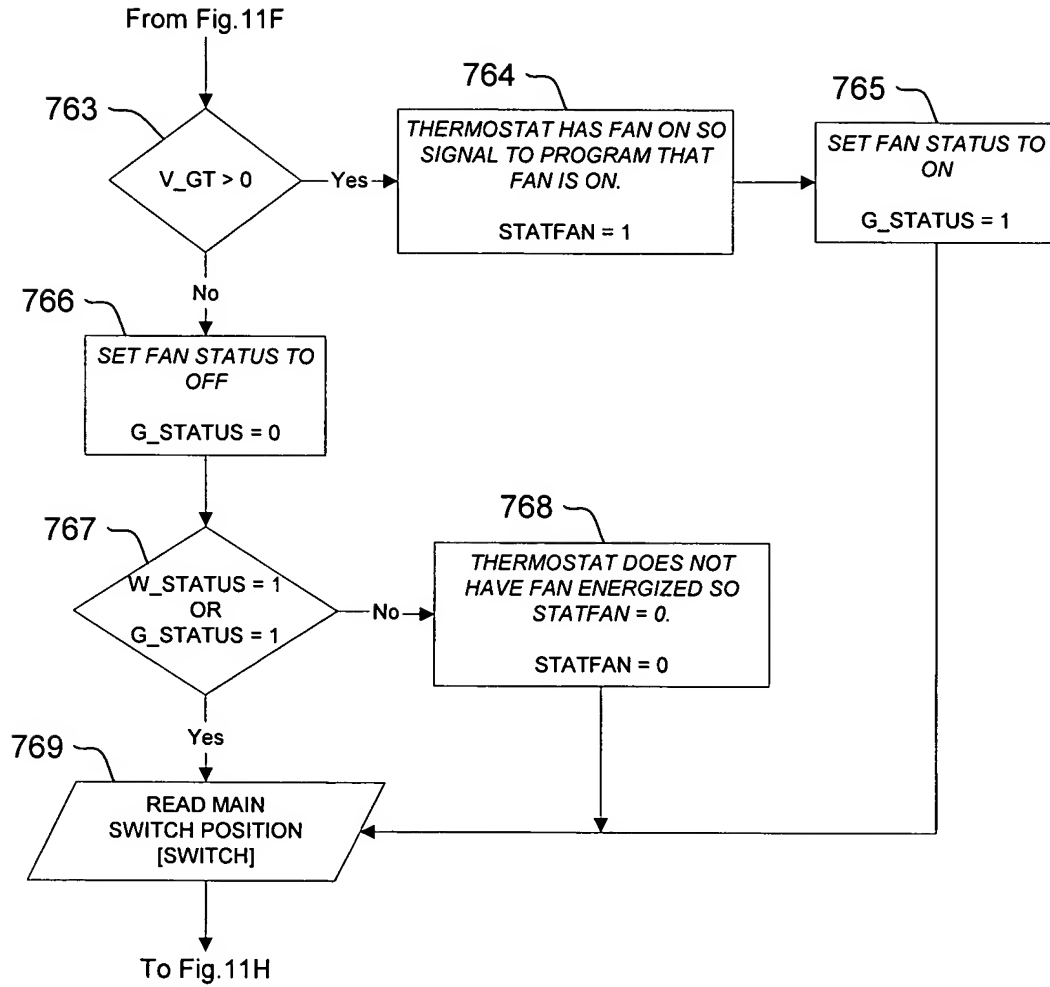 From Fig.11F
763
V_GT > 0
Yes
764
THERMOSTAT HAS FAN ON SO
SIGNAL TO PROGRAM THAT
FAN IS ON.
STATFAN = 1
765
SET FAN STATUS TO
ON
G_STATUS = 1
No
766
SET FAN STATUS TO
OFF
G_STATUS = 0
767
W_STATUS = 1
OR
G_STATUS = 1
No
768
THERMOSTAT DOES NOT
HAVE FAN ENERGIZED SO
STATFAN = 0.
STATFAN = 0
Yes
769
READ MAIN
SWITCH POSITION
[SWITCH]
To Fig.11H